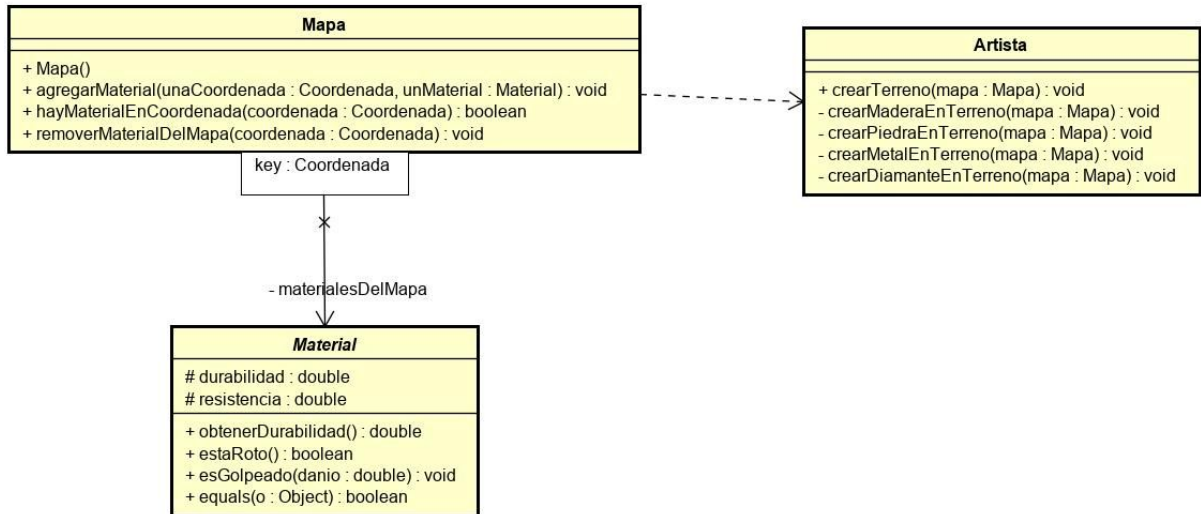 Mapa
+ Mapa()
+ agregarMaterial(unaCoordenada : Coordenada, unMaterial : Material) : void
+ hayMaterialEnCoordenada(coordenada : Coordenada) : boolean
+ removerMaterialDelMapa(coordenada : Coordenada) : void
key : Coordenada
Artista
+ crearTerreno(mapa : Mapa) : void
- crearMaderaEnTerreno(mapa : Mapa) : void
- crearPiedraEnTerreno(mapa : Mapa) : void
- crearMetalEnTerreno(mapa : Mapa) : void
- crearDiamanteEnTerreno(mapa : Mapa) : void
- materialesDelMapa
Material
# durabilidad : double
# resistencia : double
+ obtenerDurabilidad() : double
+ estaRoto() : boolean
+ esGolpeado(danio : double) : void
+ equals(o : Object) : boolean